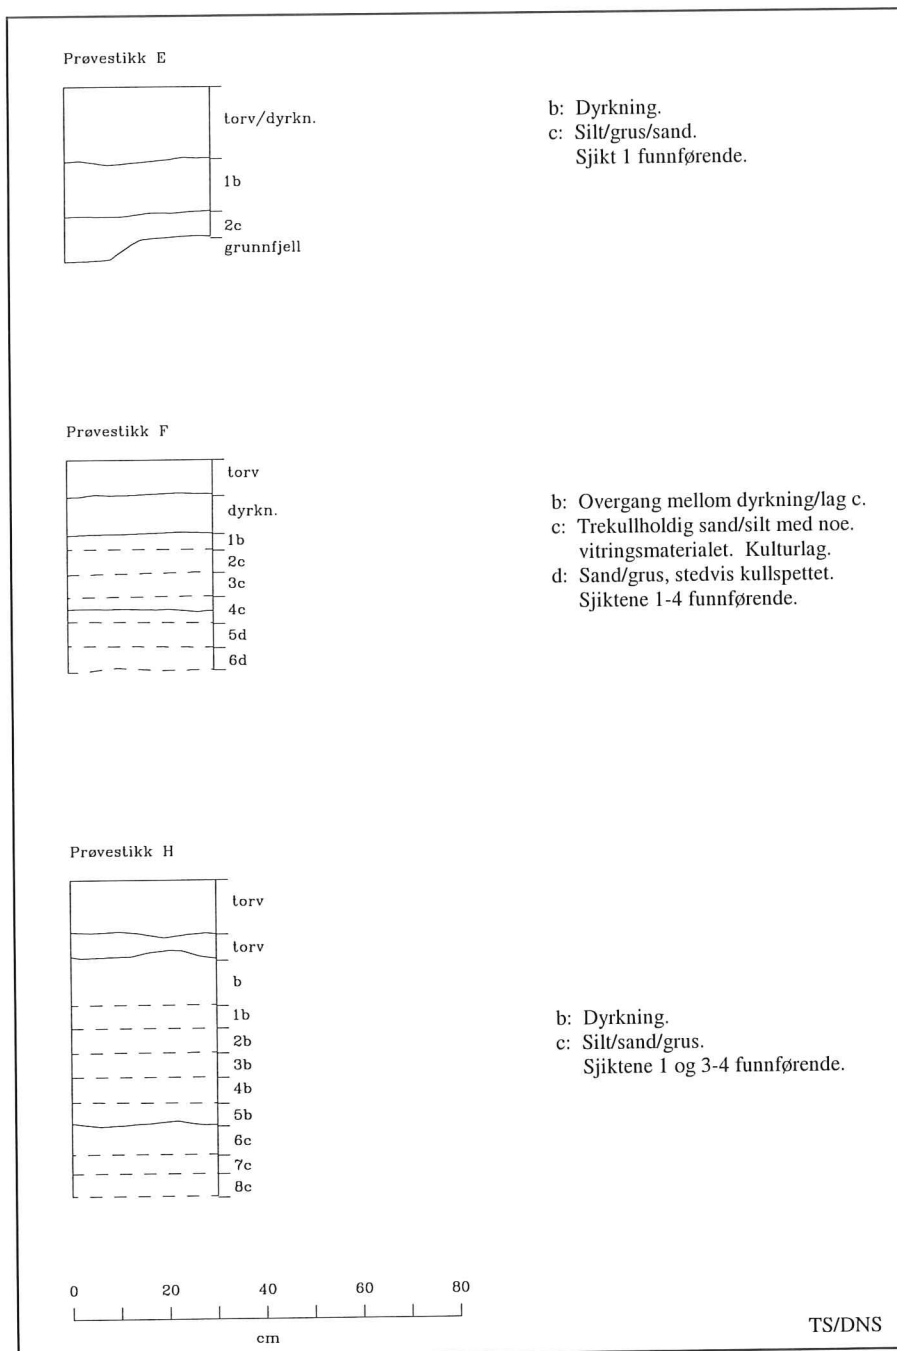 Prøvestikk E
torv/dyrkn.
1b
2c
grunnfjell
b: Dyrkning.
c: Silt/grus/sand.
Sjikt 1 funnførende.
Prøvestikk F
torv
dyrkn.
1b
2c
3c
4c
5d
6d
b: Overgang mellom dyrkning/lag c.
c: Trekullholdig sand/silt med noe.
vitringsmaterialet. Kulturlag.
d: Sand/grus, stedvis kullspettet.
Sjiktene 1-4 funnførende.
Prøvestikk H
torv
torv
b
1b
2b
3b
4b
5b
6c
7c
8c
b: Dyrkning.
c: Silt/sand/grus.
Sjiktene 1 og 3-4 funnførende.
0 20 40 60 80
cm
TS/DNS